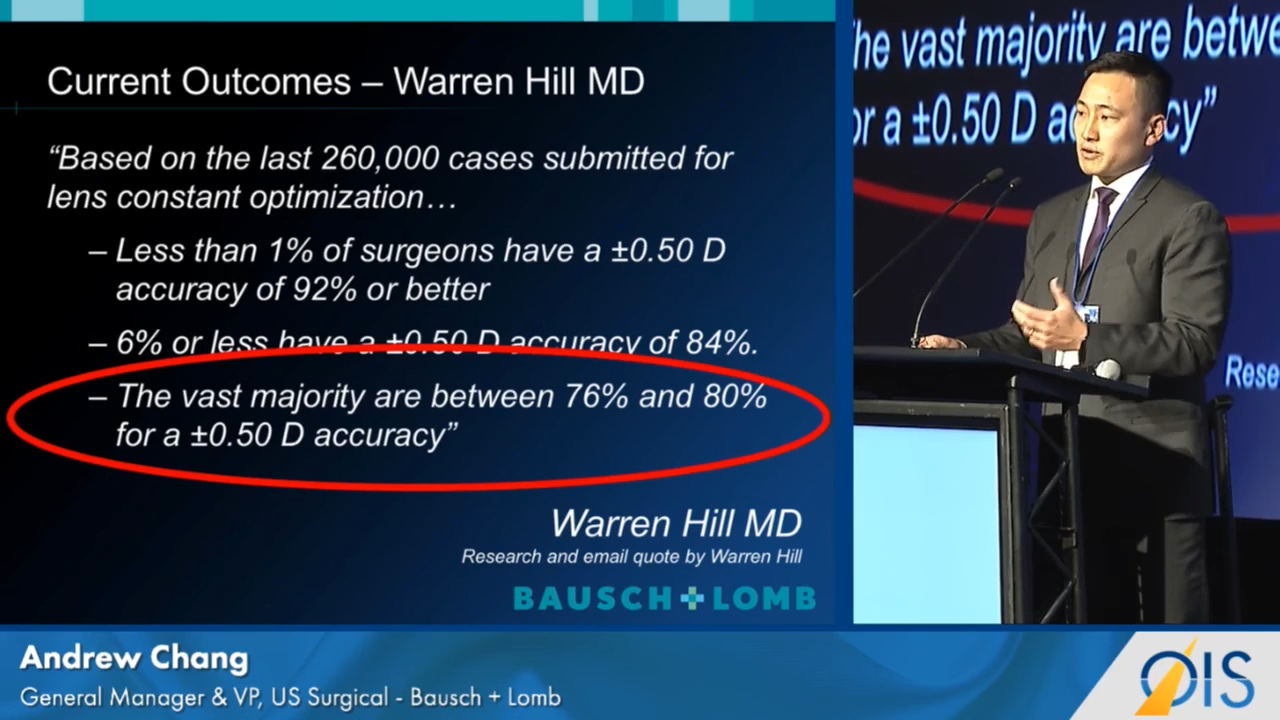 Current Outcomes – Warren Hill MD
“Based on the last 260,000 cases submitted for
lens constant optimization…
– Less than 1% of surgeons have a ±0.50 D
accuracy of 92% or better
– 6% or less have a ±0.50 D accuracy of 84%.
– The vast majority are between 76% and 80%
for a ±0.50 D accuracy”
Warren Hill MD
Research and email quote by Warren Hill
BAUSCH + LOMB
he vast majority are betwe
or a ±0.50 D ac cy”
Rese
Andrew Chang
General Manager & VP, US Surgical - Bausch + Lomb
OIS